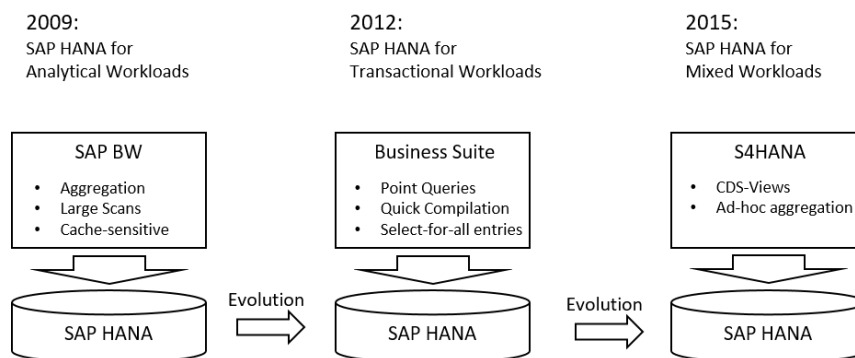 2009:
SAP HANA for
Analytical Workloads
2012:
SAP HANA for
Transactional Workloads
2015:
SAP HANA for
Mixed Workloads
SAP BW
• Aggregation
• Large Scans
• Cache-sensitive
Business Suite
• Point Queries
• Quick Compilation
• Select-for-all entries
S4HANA
• CDS-Views
• Ad-hoc aggregation
SAP HANA
Evolution
SAP HANA
Evolution
SAP HANA